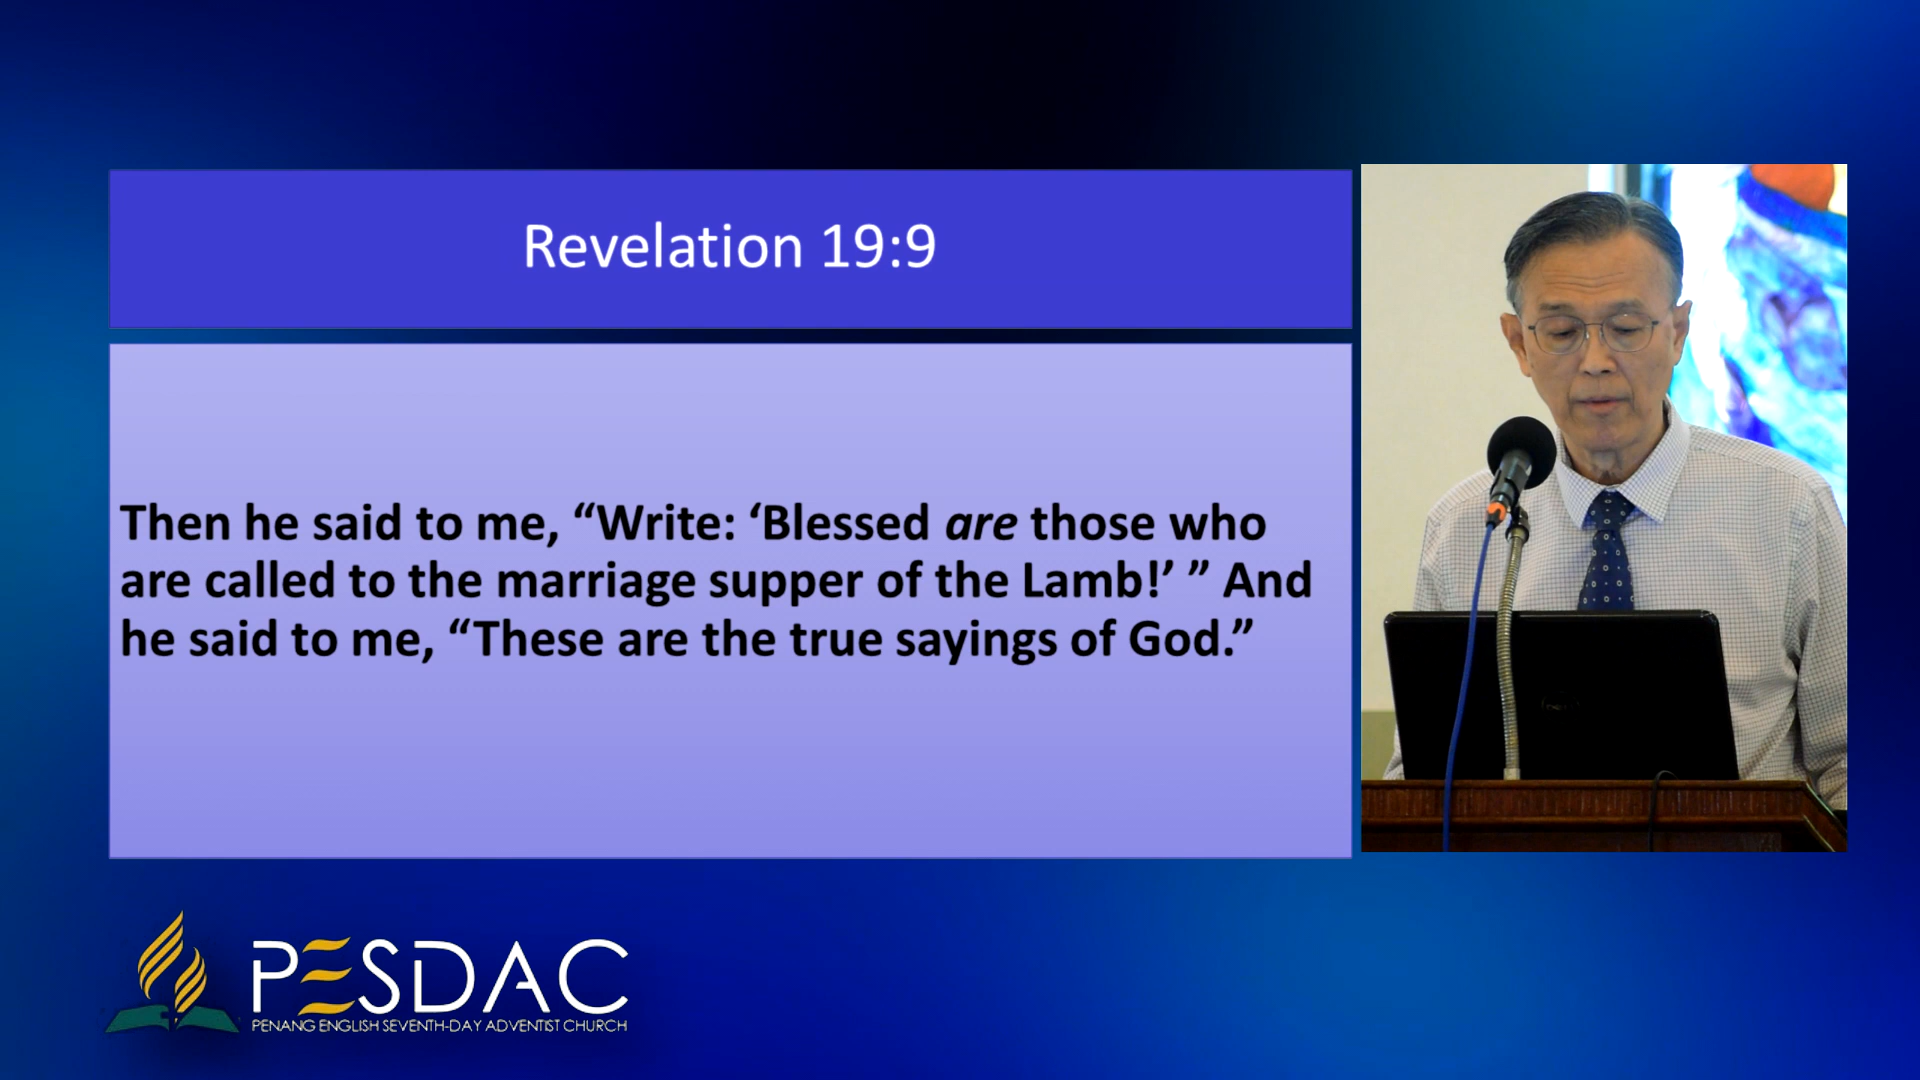 Revelation 19:9
Then he said to me, “Write: ‘Blessed are those who
are called to the marriage supper of the Lamb!’ ” And
he said to me, “These are the true sayings of God.”
PESDAC
PENANG ENGLISH SEVENTH-DAY ADVENTIST CHURCH